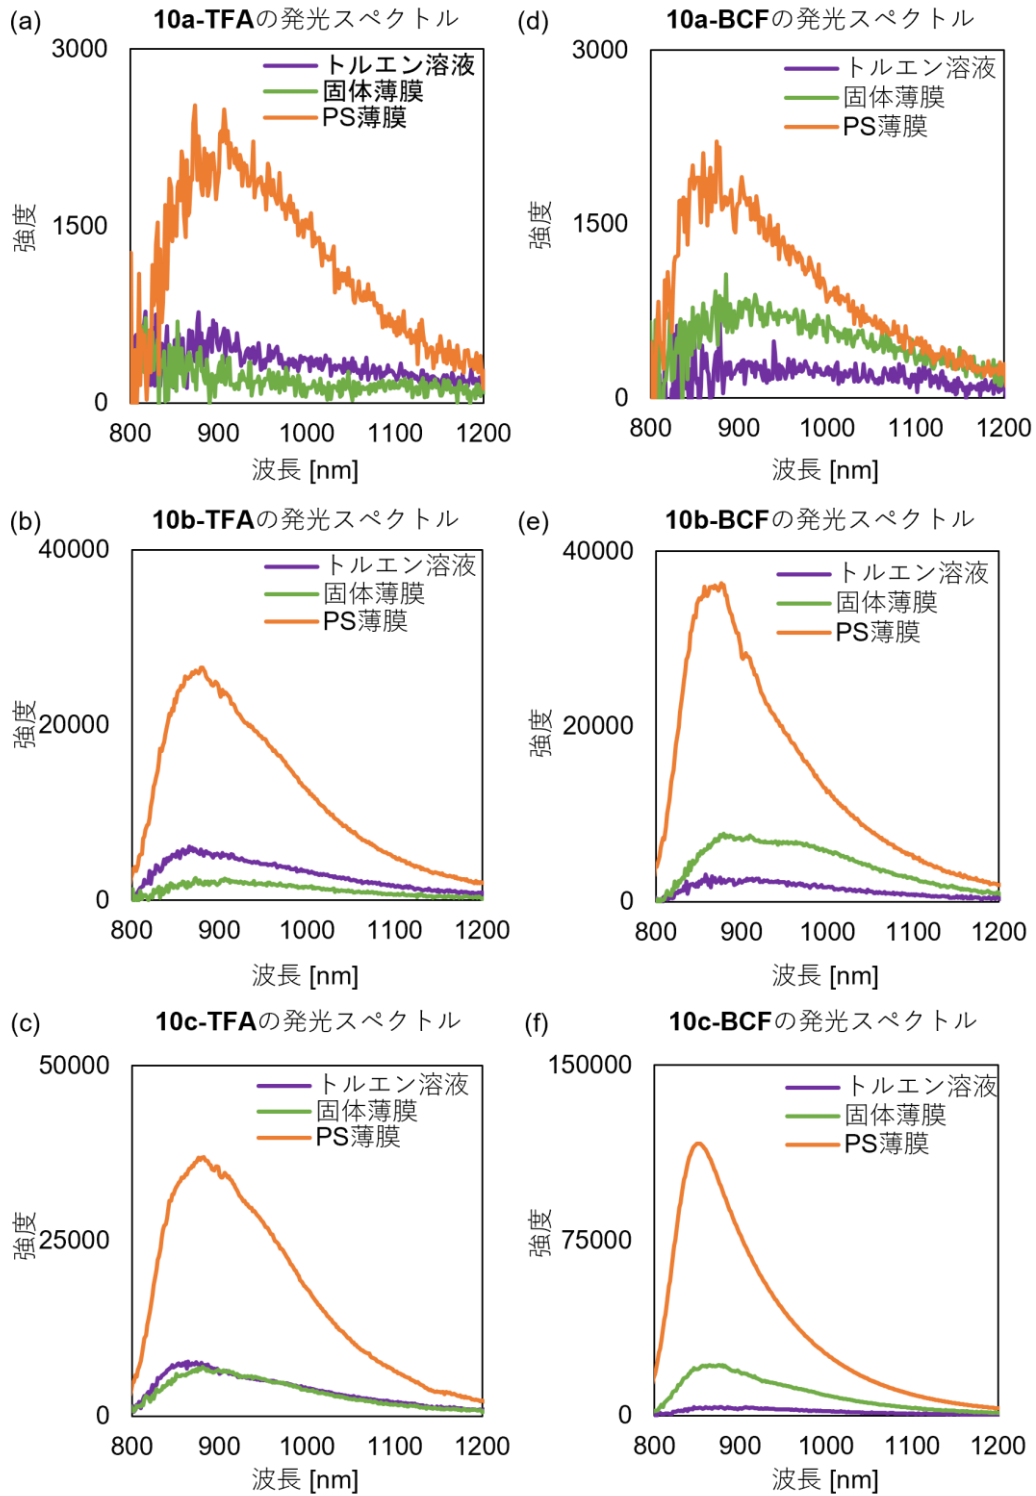 (a) 10a-TFAの発光スペクトル
3000
トルエン溶液
固体薄膜
PS薄膜
強度
1500
0
800 900 1000 1100 1200
波長 [nm]
(d) 10a-BCFの発光スペクトル
3000
トルエン溶液
固体薄膜
PS薄膜
強度
1500
0
800 900 1000 1100 1200
波長 [nm]
(b) 10b-TFAの発光スペクトル
40000
トルエン溶液
固体薄膜
PS薄膜
強度
20000
0
800 900 1000 1100 1200
波長 [nm]
(e) 10b-BCFの発光スペクトル
40000
トルエン溶液
固体薄膜
PS薄膜
強度
20000
0
800 900 1000 1100 1200
波長 [nm]
(c) 10c-TFAの発光スペクトル
50000
トルエン溶液
固体薄膜
PS薄膜
強度
25000
0
800 900 1000 1100 1200
波長 [nm]
(f) 10c-BCFの発光スペクトル
150000
トルエン溶液
固体薄膜
PS薄膜
強度
75000
0
800 900 1000 1100 1200
波長 [nm]